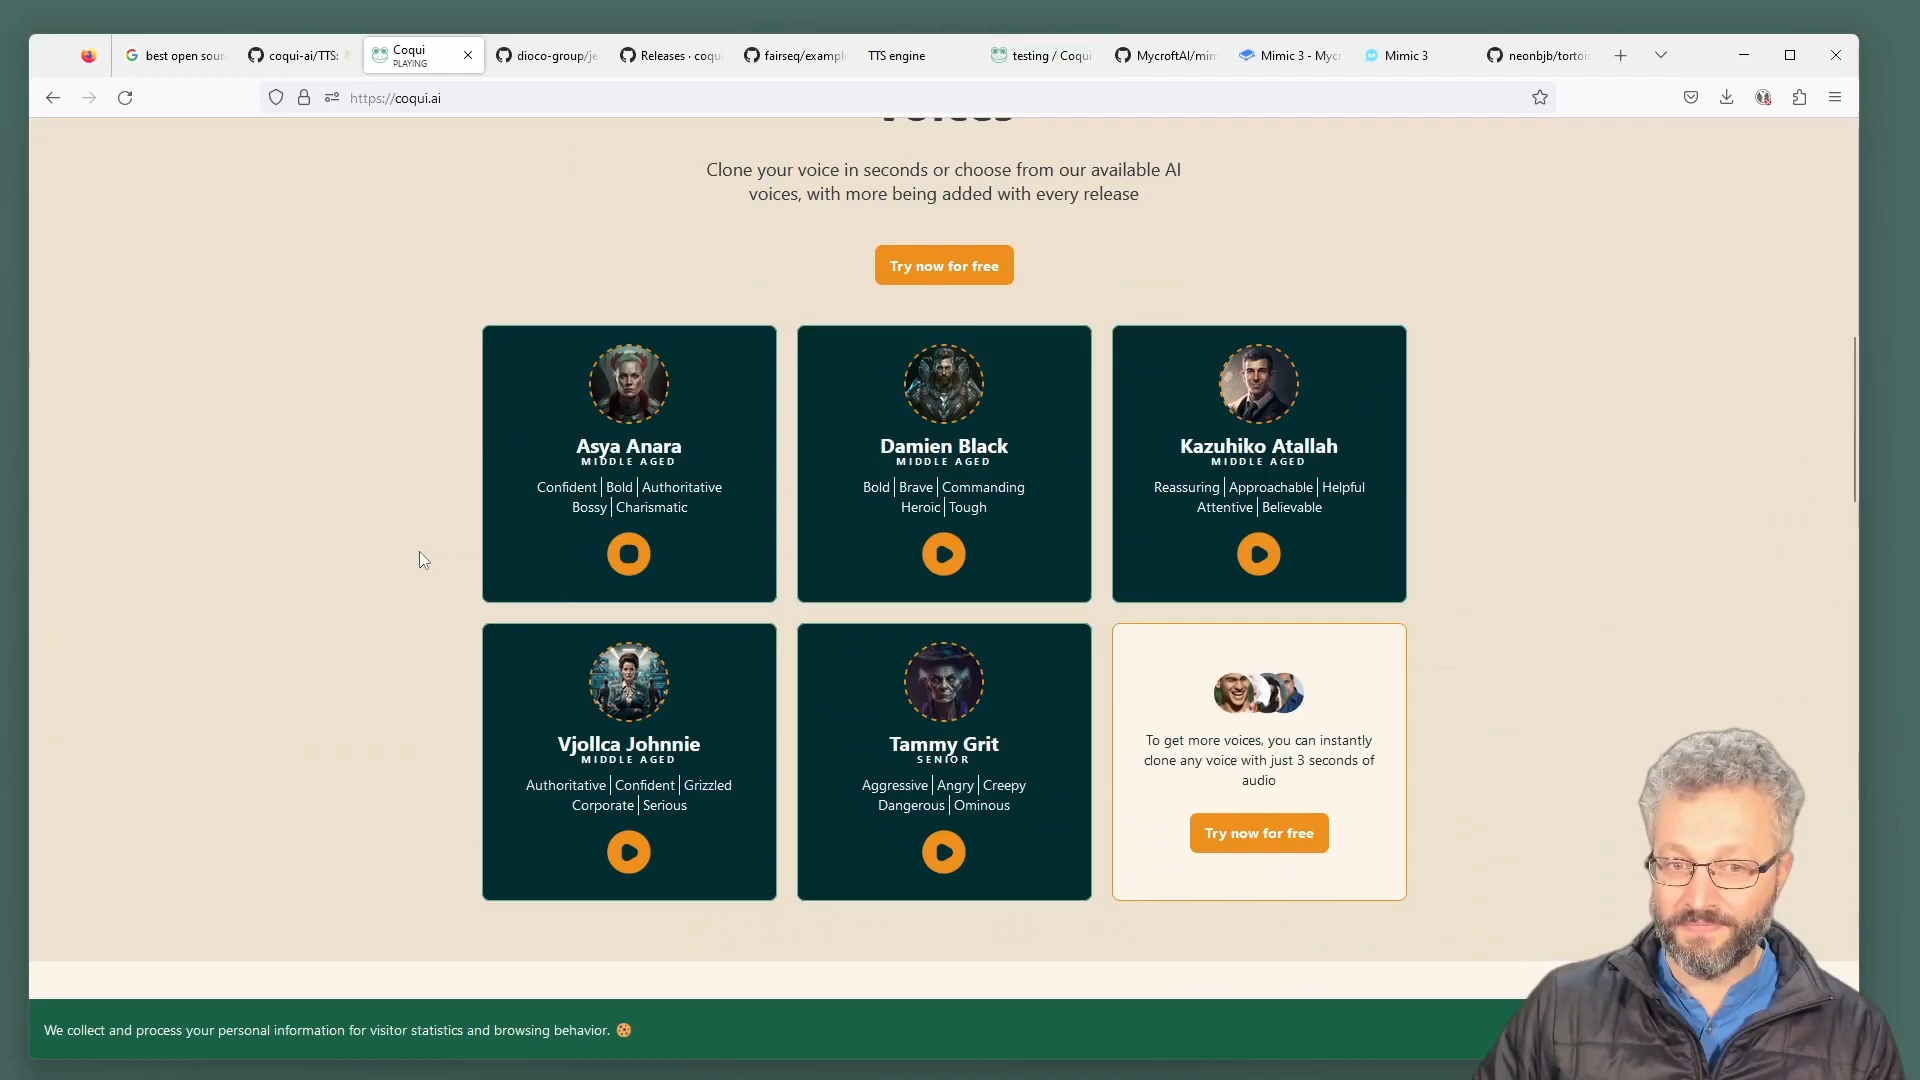 best open sour
coqui-ai/TTS:
Coqui
PLAYING
dioco-group/je
Releases · coqu
fairseq/exampl
TTS engine
testing / Coqui
MycroftAI/mim
Mimic 3 - Mycr
Mimic 3
neonbjb/tortois
https://coqui.ai
Voices
Clone your voice in seconds or choose from our available AI
voices, with more being added with every release
Try now for free
Asya Anara
MIDDLE AGED
Confident | Bold | Authoritative
Bossy | Charismatic
Damien Black
MIDDLE AGED
Bold | Brave | Commanding
Heroic | Tough
Kazuhiko Atallah
MIDDLE AGED
Reassuring | Approachable | Helpful
Attentive | Believable
Vjollca Johnnie
MIDDLE AGED
Authoritative | Confident | Grizzled
Corporate | Serious
Tammy Grit
SENIOR
Aggressive | Angry | Creepy
Dangerous | Ominous
To get more voices, you can instantly
clone any voice with just 3 seconds of
audio
Try now for free
We collect and process your personal information for visitor statistics and browsing behavior. 🍪